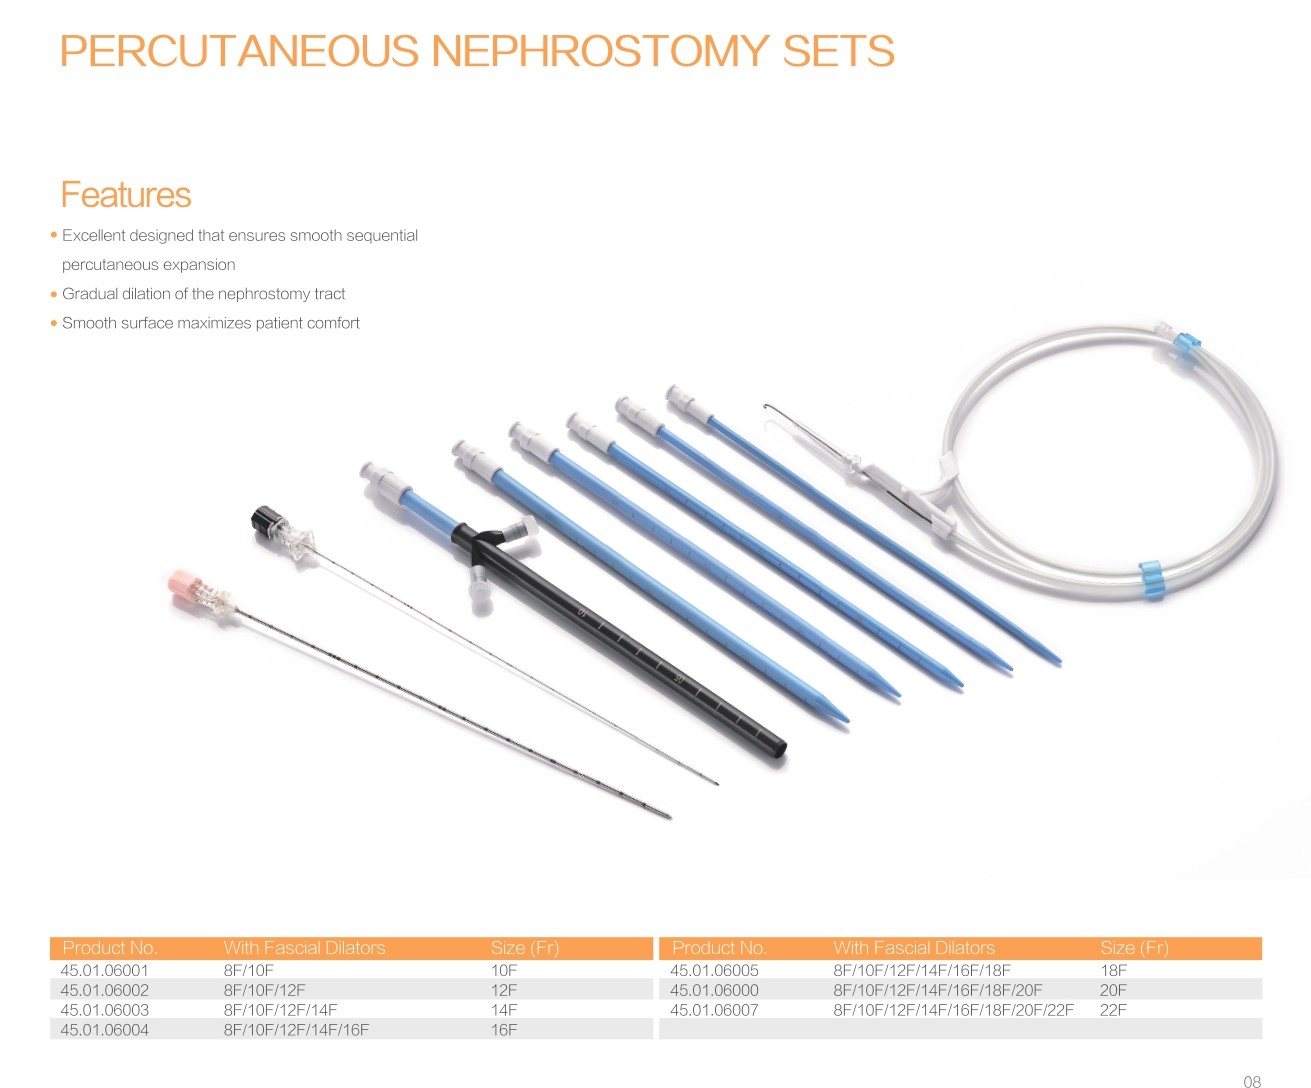 PERCUTANEOUS NEPHROSTOMY SETS
Features
• Excellent designed that ensures smooth sequential
percutaneous expansion
• Gradual dilation of the nephrostomy tract
• Smooth surface maximizes patient comfort
10
05
Product No. With Fascial Dilators Size (Fr)
45.01.06001 8F/10F 10F
45.01.06002 8F/10F/12F 12F
45.01.06003 8F/10F/12F/14F 14F
45.01.06004 8F/10F/12F/14F/16F 16F
Product No. With Fascial Dilators Size (Fr)
45.01.06005 8F/10F/12F/14F/16F/18F 18F
45.01.06000 8F/10F/12F/14F/16F/18F/20F 20F
45.01.06007 8F/10F/12F/14F/16F/18F/20F/22F 22F
08